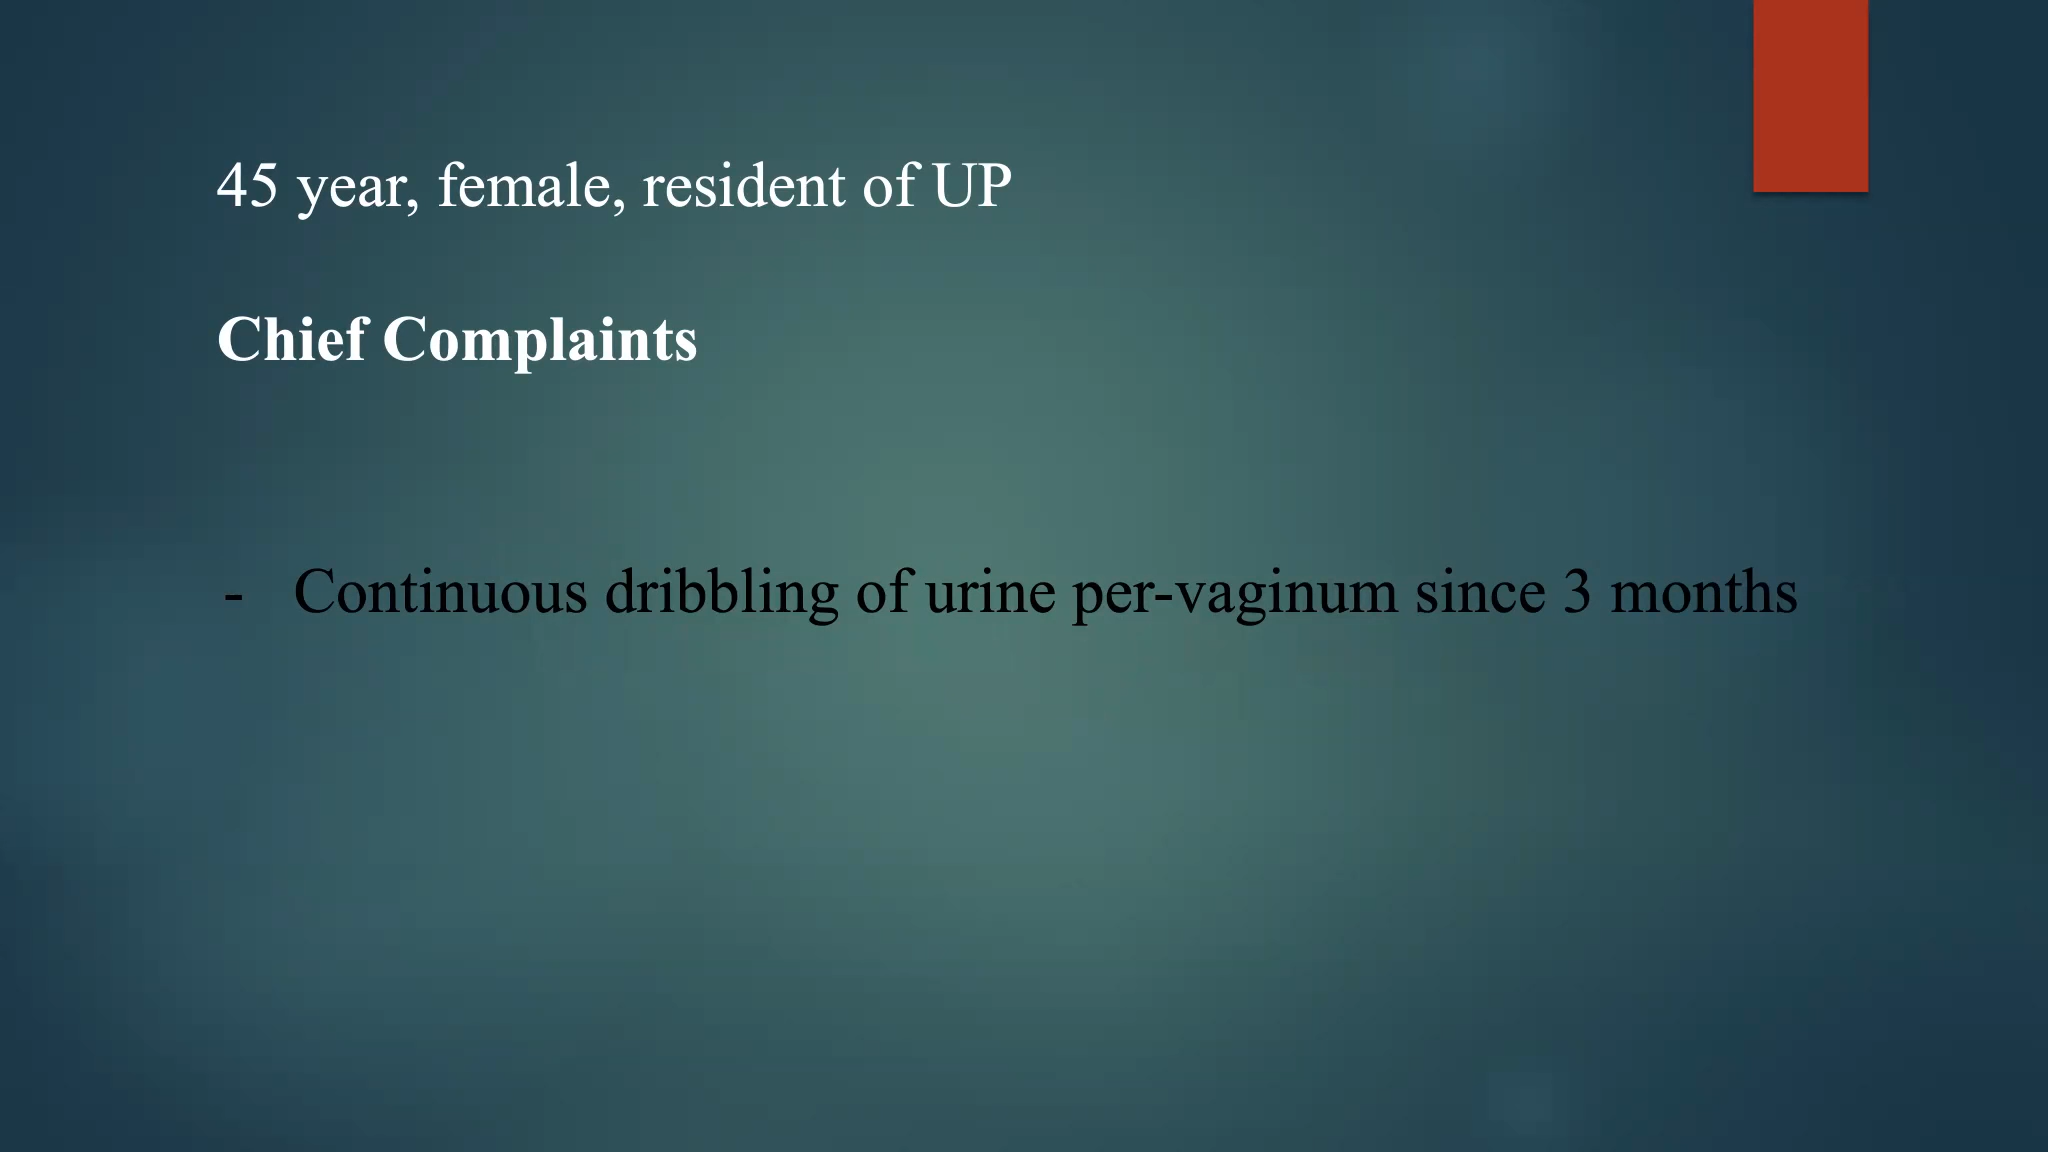 45 year, female, resident of UP
Chief Complaints
- Continuous dribbling of urine per-vaginum since 3 months